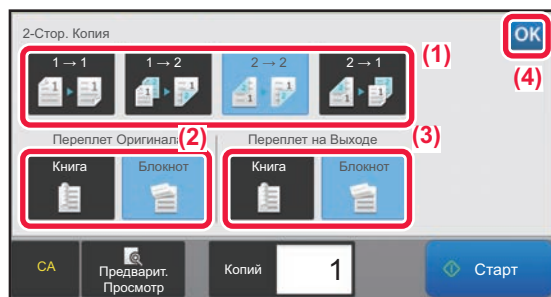 2-Стор. Копия
OK
(1)
(4)
1 → 1
1 → 2
2 → 2
2 → 1
Переплет Оригинала
(2)
Переплет на Выходе
(3)
Книга
Блокнот
Книга
Блокнот
CA
Предварит.
Просмотр
Копий
1
Старт